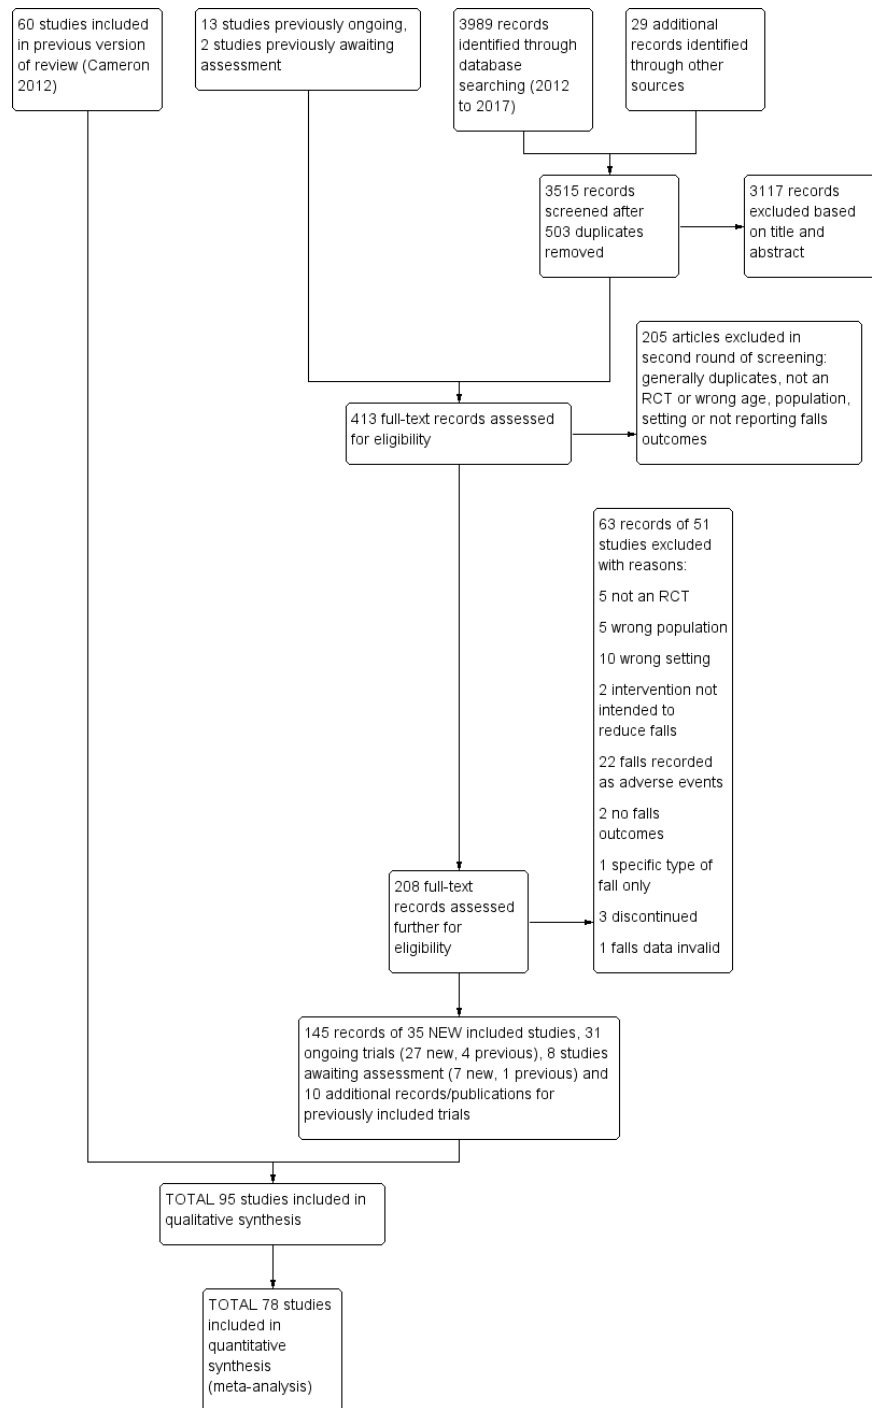 60 studies included
in previous version
of review (Cameron
2012)
13 studies previously ongoing,
2 studies previously awaiting
assessment
3989 records
identified through
database
searching (2012
to 2017)
29 additional
records identified
through other
sources
3515 records
screened after
503 duplicates
removed
3117 records
excluded based
on title and
abstract
205 articles excluded in
second round of screening:
generally duplicates, not an
RCT or wrong age, population,
setting or not reporting falls
outcomes
413 full-text records assessed
for eligibility
63 records of 51
studies excluded
with reasons:
5 not an RCT
5 wrong population
10 wrong setting
2 intervention not
intended to
reduce falls
22 falls recorded
as adverse events
2 no falls
outcomes
1 specific type of
fall only
3 discontinued
1 falls data invalid
208 full-text
records assessed
further for
eligibility
145 records of 35 NEW included studies, 31
ongoing trials (27 new, 4 previous), 8 studies
awaiting assessment (7 new, 1 previous) and
10 additional records/publications for
previously included trials
TOTAL 95 studies included in
qualitative synthesis
TOTAL 78 studies
included in
quantitative
synthesis
(meta-analysis)